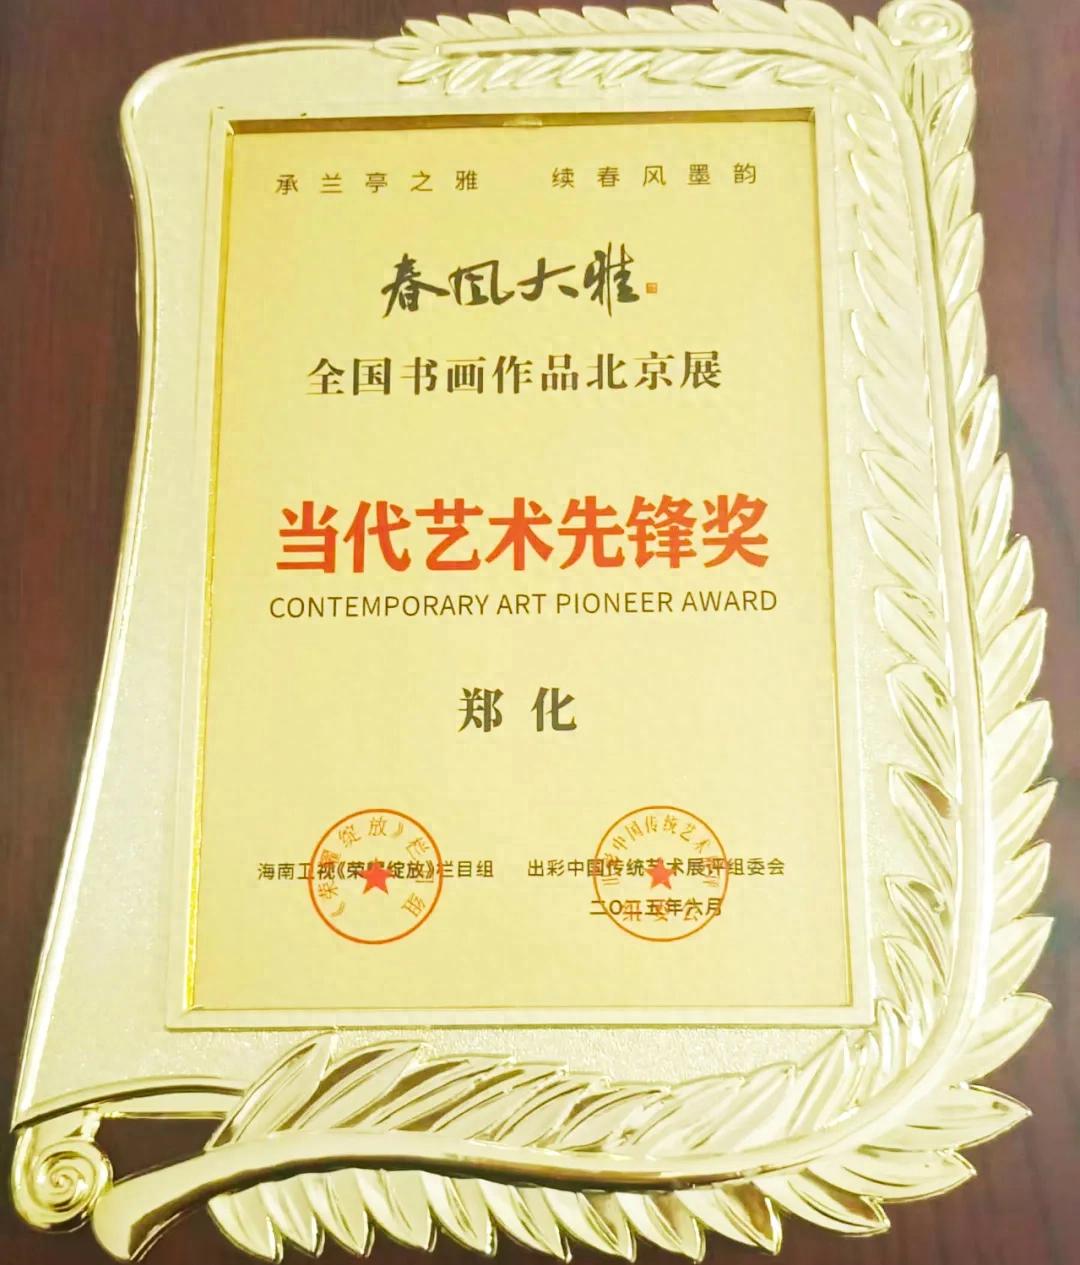 承兰亭之雅 续春风墨韵
春风大雅
全国书画作品北京展
当代艺术先锋奖
CONTEMPORARY ART PIONEER AWARD
郑化
海南卫视《荣耀绽放》栏目组 出彩中国传统艺术展评组委会
二〇二五年六月